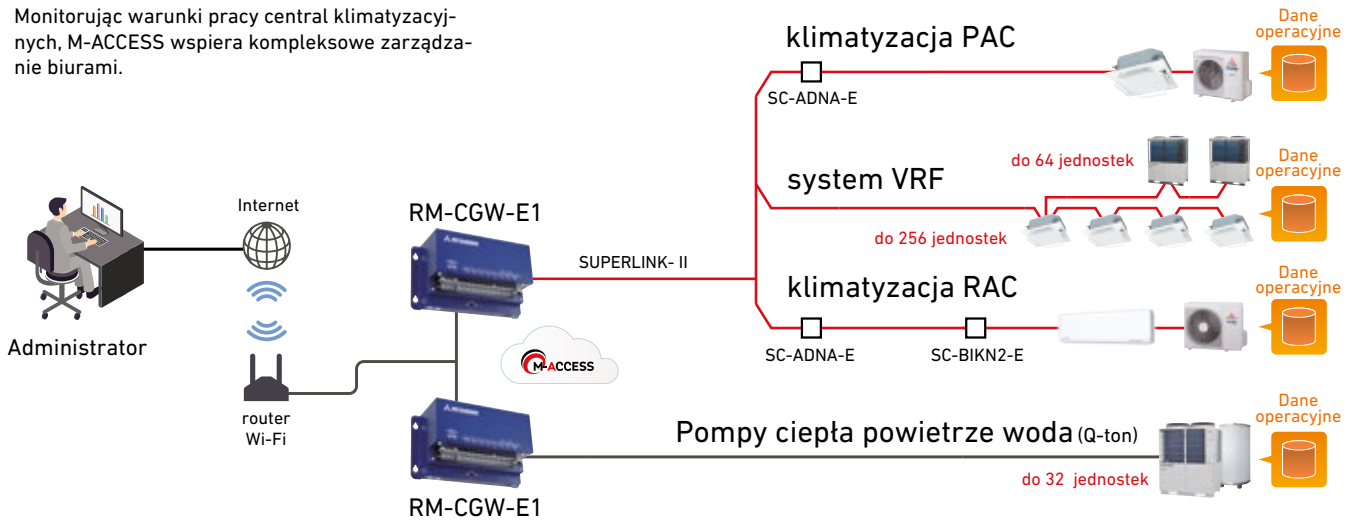 Monitorując warunki pracy central klimatyzacyj-
nych, M-ACCESS wspiera kompleksowe zarządza-
nie biurami.
klimatyzacja PAC
SC-ADNA-E
Dane
operacyjne
system VRF
do 64 jednostek
do 256 jednostek
Dane
operacyjne
Internet
RM-CGW-E1
SUPERLINK- II
klimatyzacja RAC
SC-ADNA-E
SC-BIKN2-E
Dane
operacyjne
Administrator
M-ACCESS
router
Wi-Fi
Pompy ciepła powietrze woda (Q-ton)
do 32 jednostek
Dane
operacyjne
RM-CGW-E1